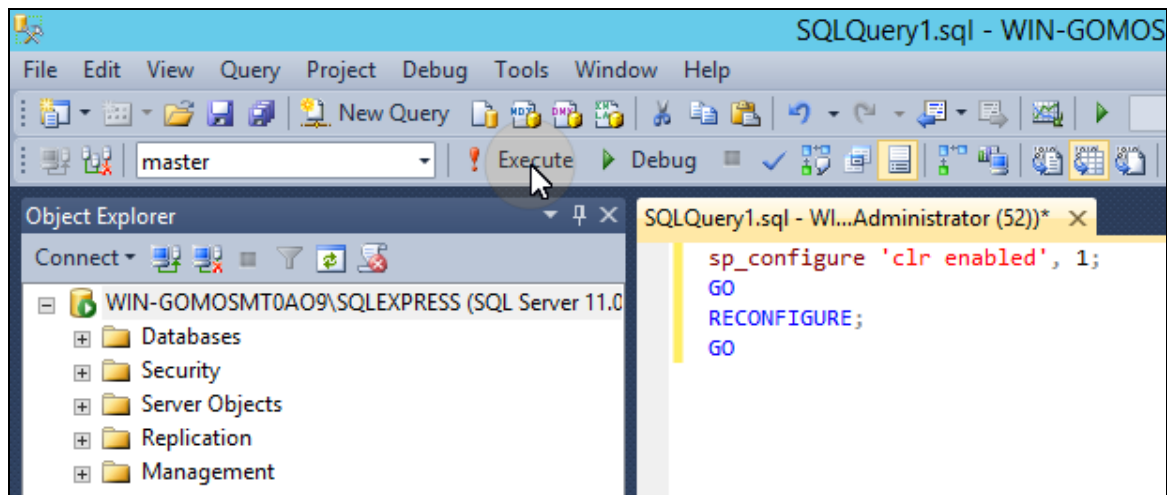 SQLQuery1.sql - WIN-GOMOS
File Edit View Query Project Debug Tools Window Help
New Query
master Execute Debug
Object Explorer
SQLQuery1.sql - WI...Administrator (52))*
Connect
sp_configure 'clr enabled', 1;
GO
RECONFIGURE;
GO
WIN-GOMOSMT0AO9\SQLEXPRESS (SQL Server 11.0
Databases
Security
Server Objects
Replication
Management